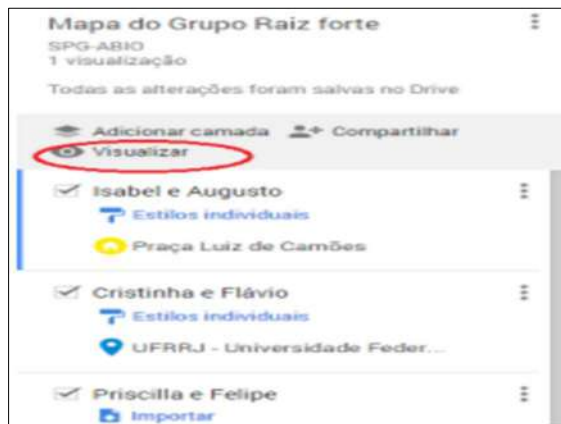 Mapa do Grupo Raiz forte
SPG-ABIO
1 visualização
Todas as alterações foram salvas no Drive
Adicionar camada Compartilhar
Visualizar
Isabel e Augusto
Estilos individuais
Praça Luiz de Camões
Cristinha e Flávio
Estilos individuais
UFRRJ - Universidade Feder...
Priscilla e Felipe
Importar